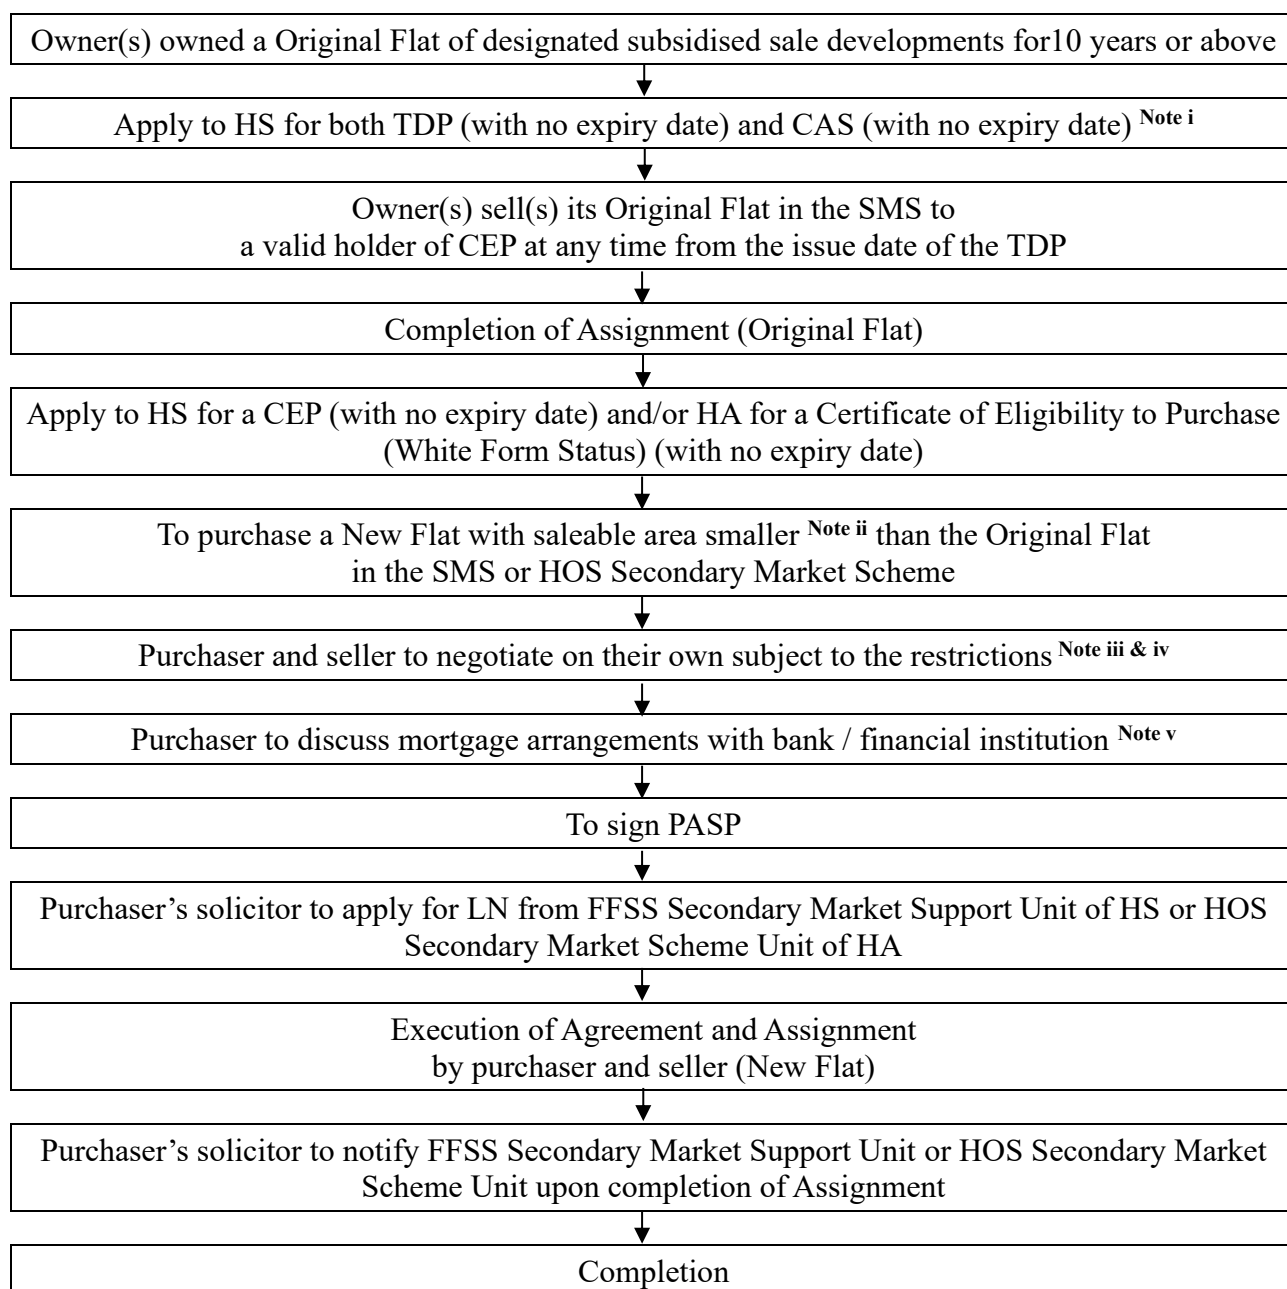 Owner(s) owned a Original Flat of designated subsidised sale developments for10 years or above
Apply to HS for both TDP (with no expiry date) and CAS (with no expiry date) Note i
Owner(s) sell(s) its Original Flat in the SMS to
a valid holder of CEP at any time from the issue date of the TDP
Completion of Assignment (Original Flat)
Apply to HS for a CEP (with no expiry date) and/or HA for a Certificate of Eligibility to Purchase
(White Form Status) (with no expiry date)
To purchase a New Flat with saleable area smaller Note ii than the Original Flat
in the SMS or HOS Secondary Market Scheme
Purchaser and seller to negotiate on their own subject to the restrictions Note iii & iv
Purchaser to discuss mortgage arrangements with bank / financial institution Note v
To sign PASP
Purchaser’s solicitor to apply for LN from FFSS Secondary Market Support Unit of HS or HOS
Secondary Market Scheme Unit of HA
Execution of Agreement and Assignment
by purchaser and seller (New Flat)
Purchaser’s solicitor to notify FFSS Secondary Market Support Unit or HOS Secondary Market
Scheme Unit upon completion of Assignment
Completion